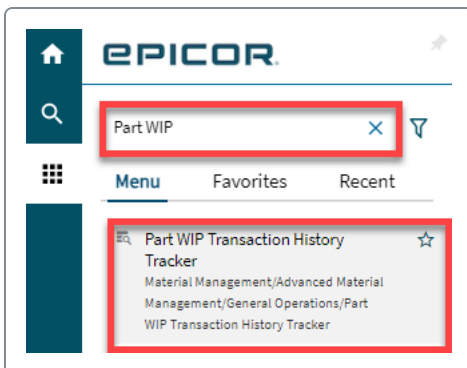 EPICOR
Part WIP
Menu Favorites Recent
Part WIP Transaction History
Tracker
Material Management/Advanced Material
Management/General Operations/Part
WIP Transaction History Tracker